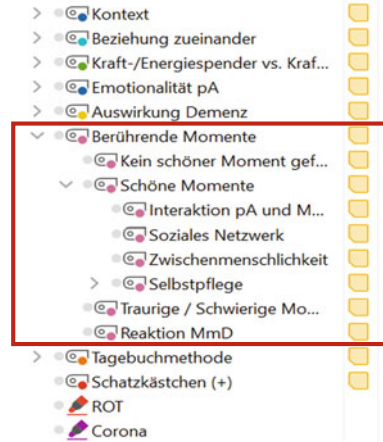 Kontext
Beziehung zueinander
Kraft-/Energiespender vs. Kraf...
Emotionalität pA
Auswirkung Demenz
Berührende Momente
Kein schöner Moment gef...
Schöne Momente
Interaktion pA und M...
Soziales Netzwerk
Zwischenmenschlichkeit
Selbstpflege
Traurige / Schwierige Mo...
Reaktion MmD
Tagebuchmethode
Schatzkästchen (+)
ROT
Corona